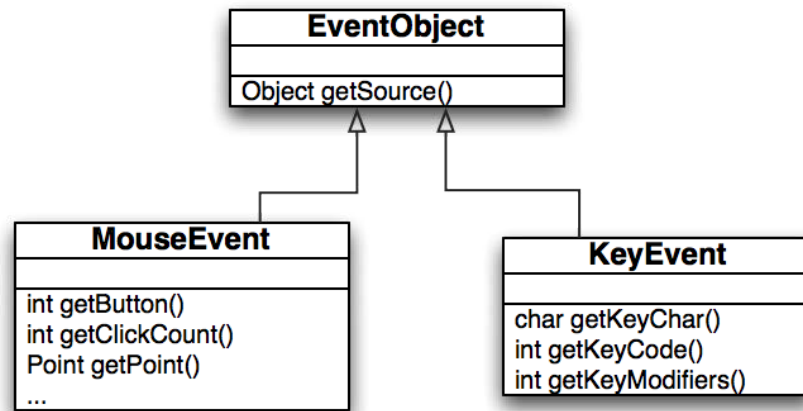 EventObject
Object getSource()
MouseEvent
int getButton()
int getClickCount()
Point getPoint()
...
KeyEvent
char getKeyChar()
int getKeyCode()
int getKeyModifiers()